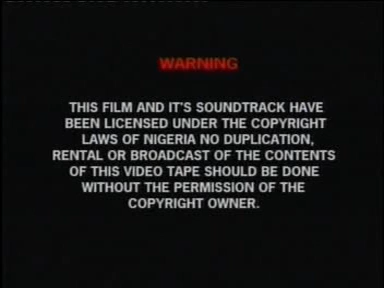 WARNING
THIS FILM AND IT'S SOUNDTRACK HAVE
BEEN LICENSED UNDER THE COPYRIGHT
LAWS OF NIGERIA NO DUPLICATION,
RENTAL OR BROADCAST OF THE CONTENTS
OF THIS VIDEO TAPE SHOULD BE DONE
WITHOUT THE PERMISSION OF THE
COPYRIGHT OWNER.